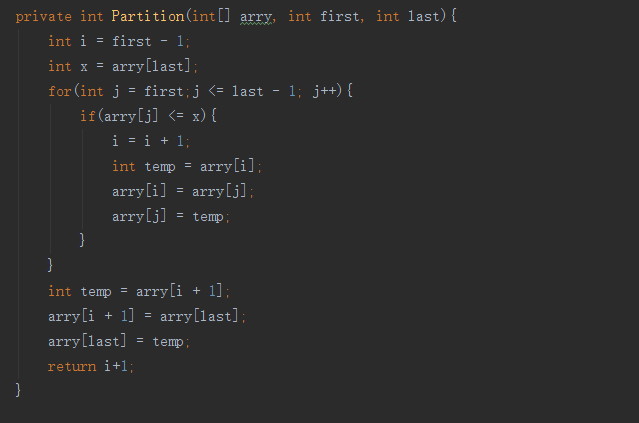 private int Partition(int[] arry, int first, int last){
    int i = first - 1;
    int x = arry[last];
    for(int j = first;j <= last - 1; j++){
        if(arry[j] <= x){
            i = i + 1;
            int temp = arry[i];
            arry[i] = arry[j];
            arry[j] = temp;
        }
    }
    int temp = arry[i + 1];
    arry[i + 1] = arry[last];
    arry[last] = temp;
    return i+1;
}